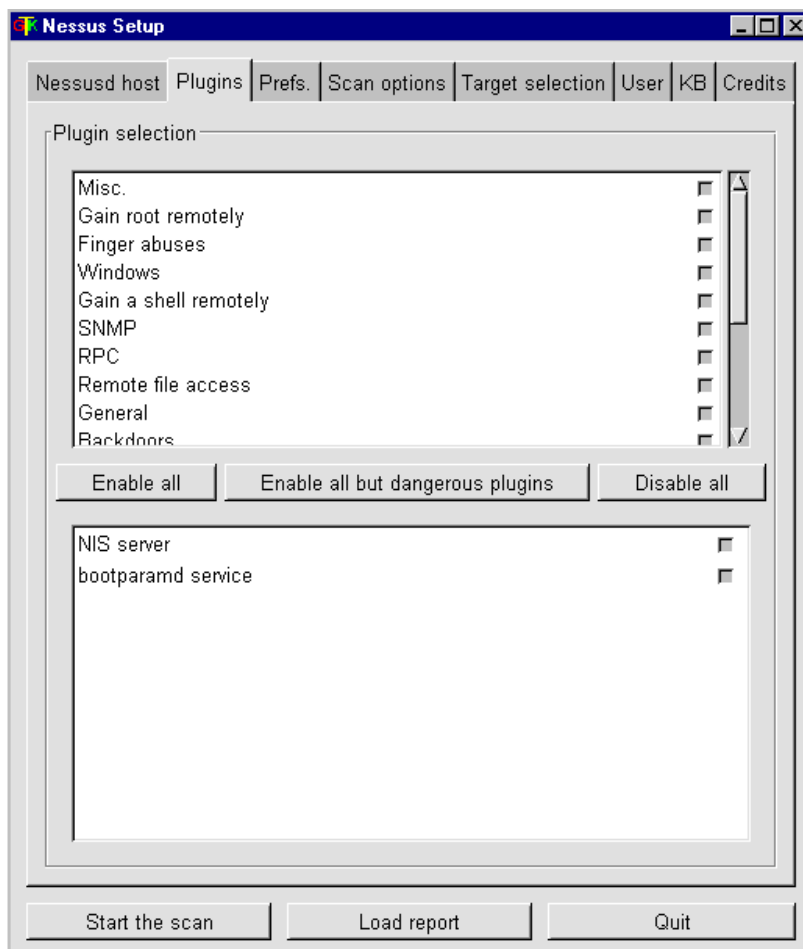 Nessus Setup
Nessusd host Plugins Prefs. Scan options Target selection User KB Credits
Plugin selection
Misc.
Gain root remotely
Finger abuses
Windows
Gain a shell remotely
SNMP
RPC
Remote file access
General
Backdoors
Enable all Enable all but dangerous plugins Disable all
NIS server
bootparamd service
Start the scan Load report Quit